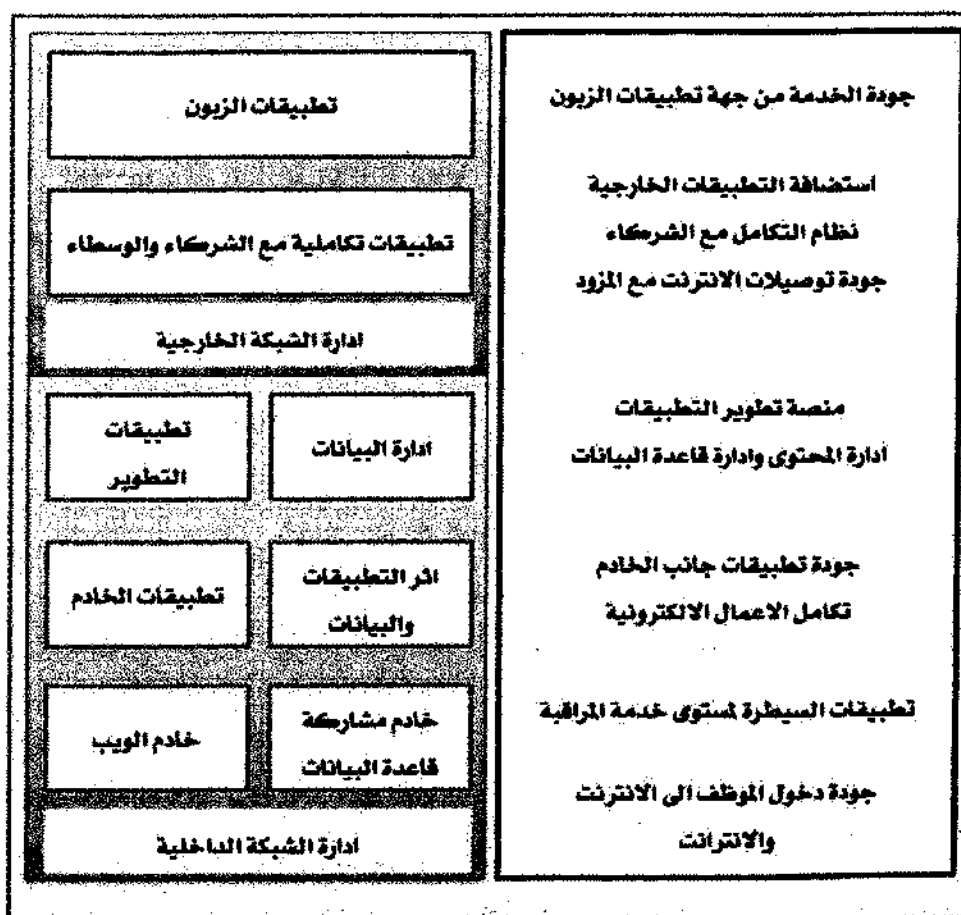 جودة الخدمة من جهة تطبيقات الزبون
استضافة التطبيقات الخارجية
نظام التكامل مع الشركاء
جودة توصيلات الانترنت مع المزود
منصة تطوير التطبيقات
أدارة المحتوى وادارة قاعدة البيانات
جودة تطبيقات جانب الخادم
تكامل الاعمال الالكترونية
تطبيقات السيطرة لمستوى خدمة المراقبة
جودة دخول الموظف الى الانترنت
والانترانت
تطبيقات الزبون
تطبيقات تكاملية مع الشركاء والوسطاء
ادارة الشبكة الخارجية
ادارة البيانات
تطبيقات
التطوير
اثر التطبيقات
والبيانات
تطبيقات الخادم
خادم مشاركة
قاعدة البيانات
خادم الويب
ادارة الشبكة الداخلية